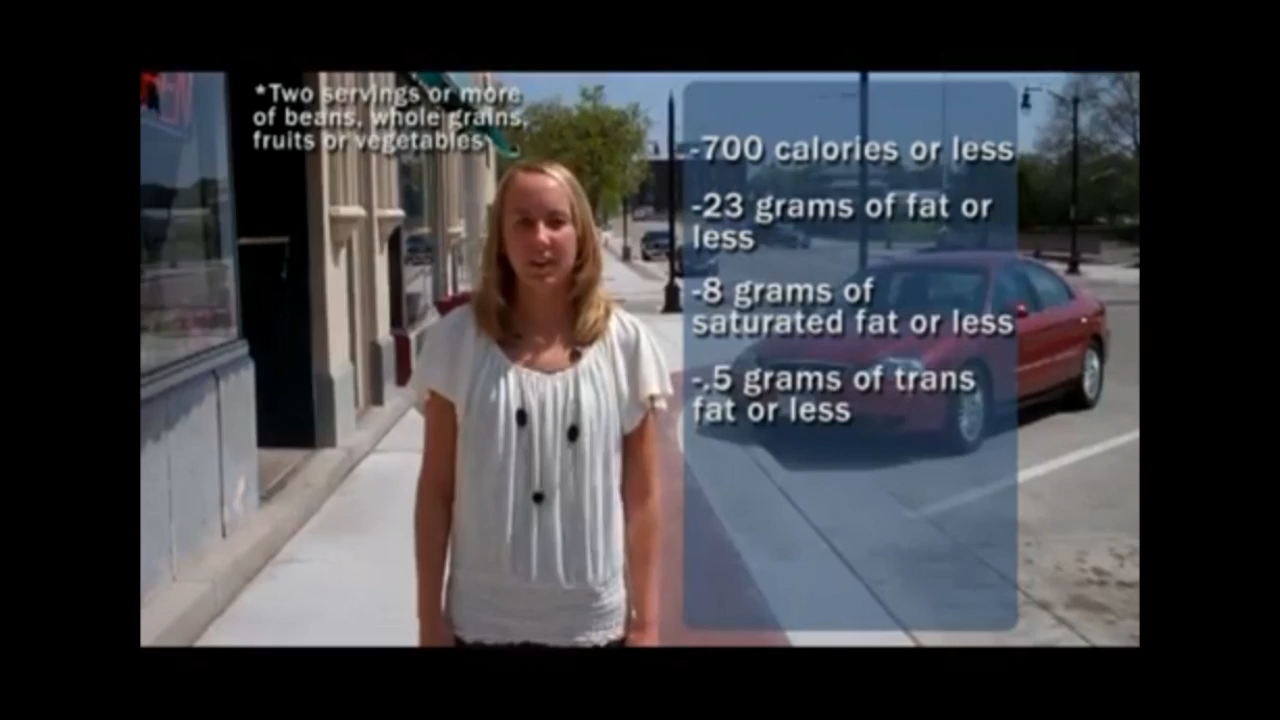 *Two servings or more
of beans, whole grains,
fruits or vegetables
-700 calories or less
-23 grams of fat or
less
-8 grams of
saturated fat or less
-.5 grams of trans
fat or less